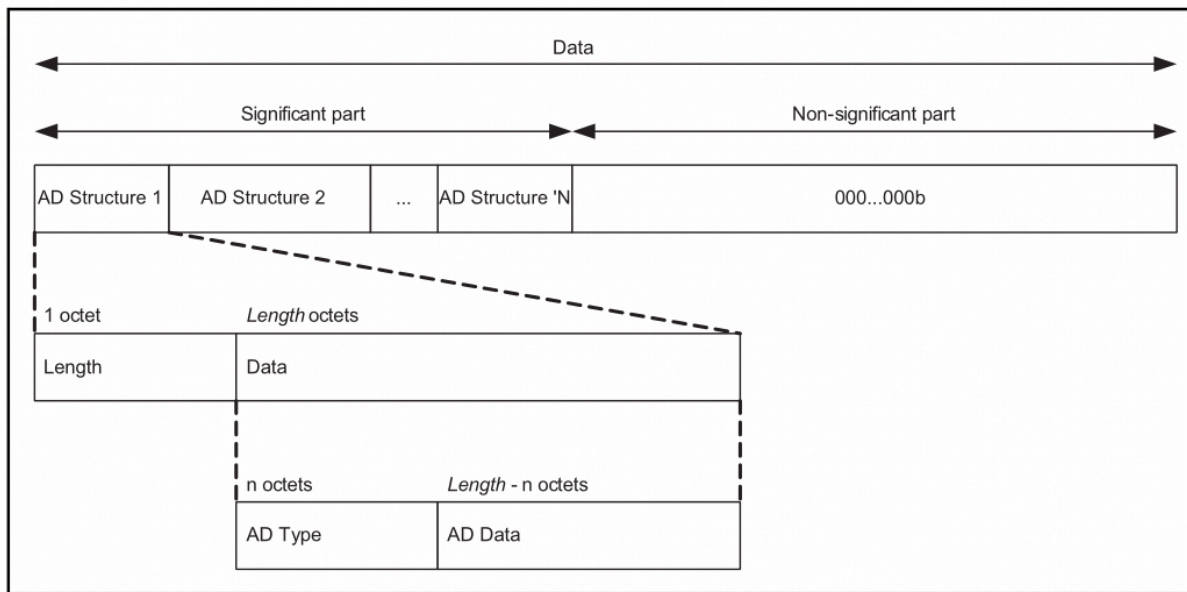 Data
Significant part Non-significant part
AD Structure 1 AD Structure 2 ... AD Structure 'N 000...000b
1 octet Length octets
Length Data
n octets Length - n octets
AD Type AD Data